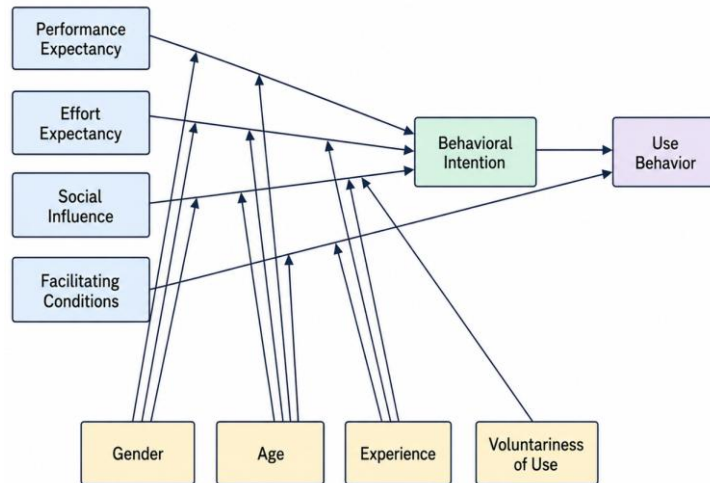 Performance
Expectancy
Effort
Expectancy
Social
Influence
Facilitating
Conditions
Behavioral
Intention
Use
Behavior
Gender
Age
Experience
Voluntariness
of Use